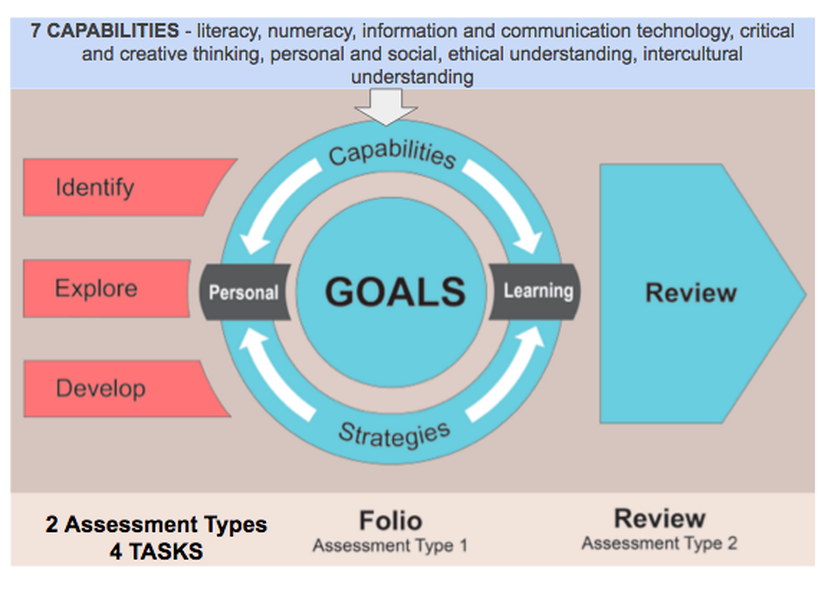 7 CAPABILITIES - literacy, numeracy, information and communication technology, critical
and creative thinking, personal and social, ethical understanding, intercultural
understanding
Capabilities
Identify
Explore
Develop
Personal
GOALS
Learning
Review
Strategies
2 Assessment Types
4 TASKS
Folio
Assessment Type 1
Review
Assessment Type 2